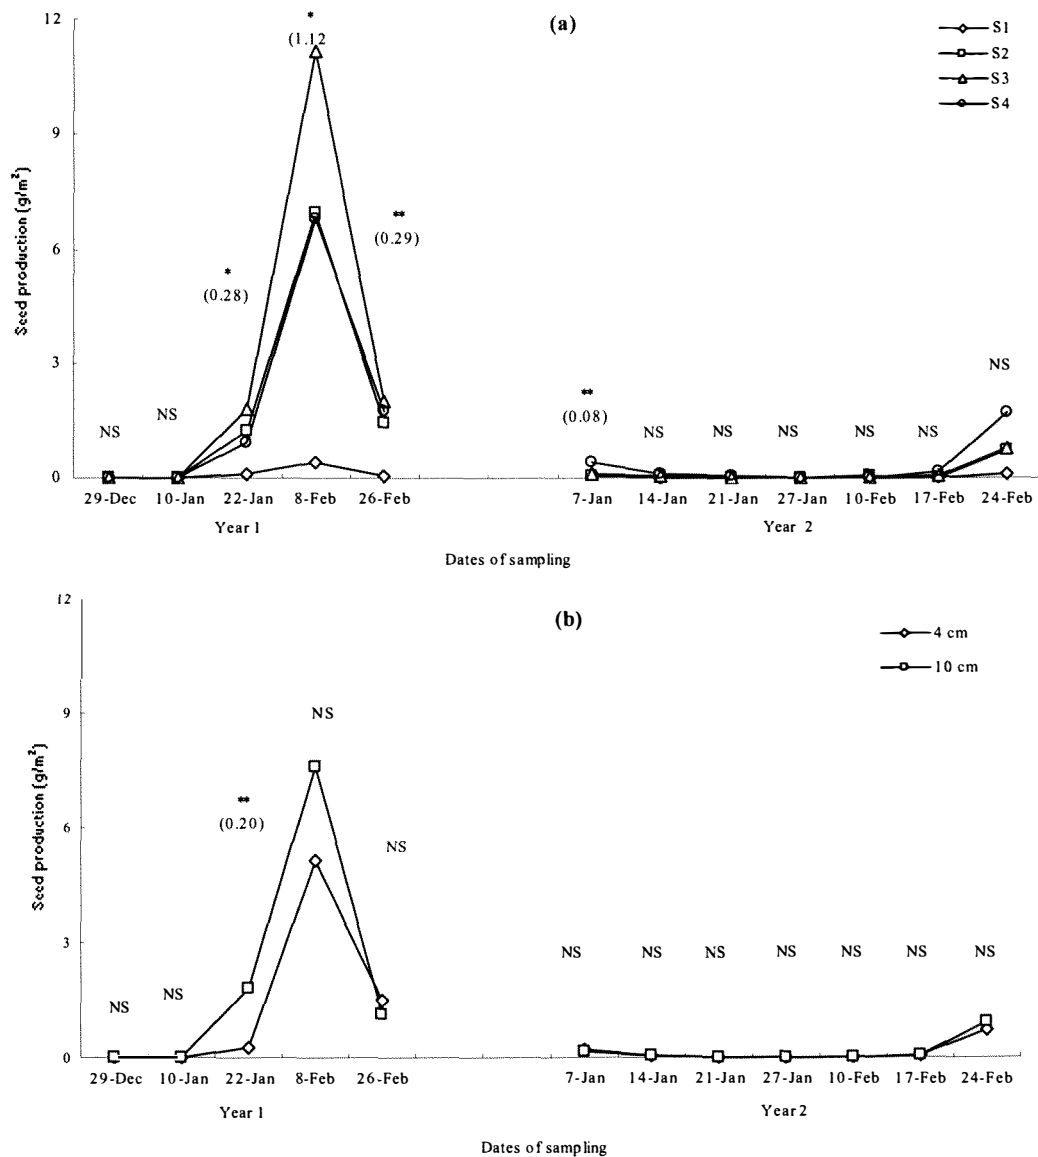 12
(a)
*
(1.12
S1
S2
S3
S4
9
Seed production (g/m²)
**
(0.29)
6
*
(0.28)
3
NS
**
(0.08)
NS
NS
NS NS NS NS NS
0
29-Dec 10-Jan 22-Jan 8-Feb 26-Feb 7-Jan 14-Jan 21-Jan 27-Jan 10-Feb 17-Feb 24-Feb
Year 1 Year 2
Dates of sampling
12
(b)
4 cm
10 cm
9
NS
Seed production (g/m²)
**
(0.20)
6
NS
3
NS NS NS NS NS NS NS
NS
NS
0
29-Dec 10-Jan 22-Jan 8-Feb 26-Feb 7-Jan 14-Jan 21-Jan 27-Jan 10-Feb 17-Feb 24-Feb
Year 1 Year 2
Dates of sampling